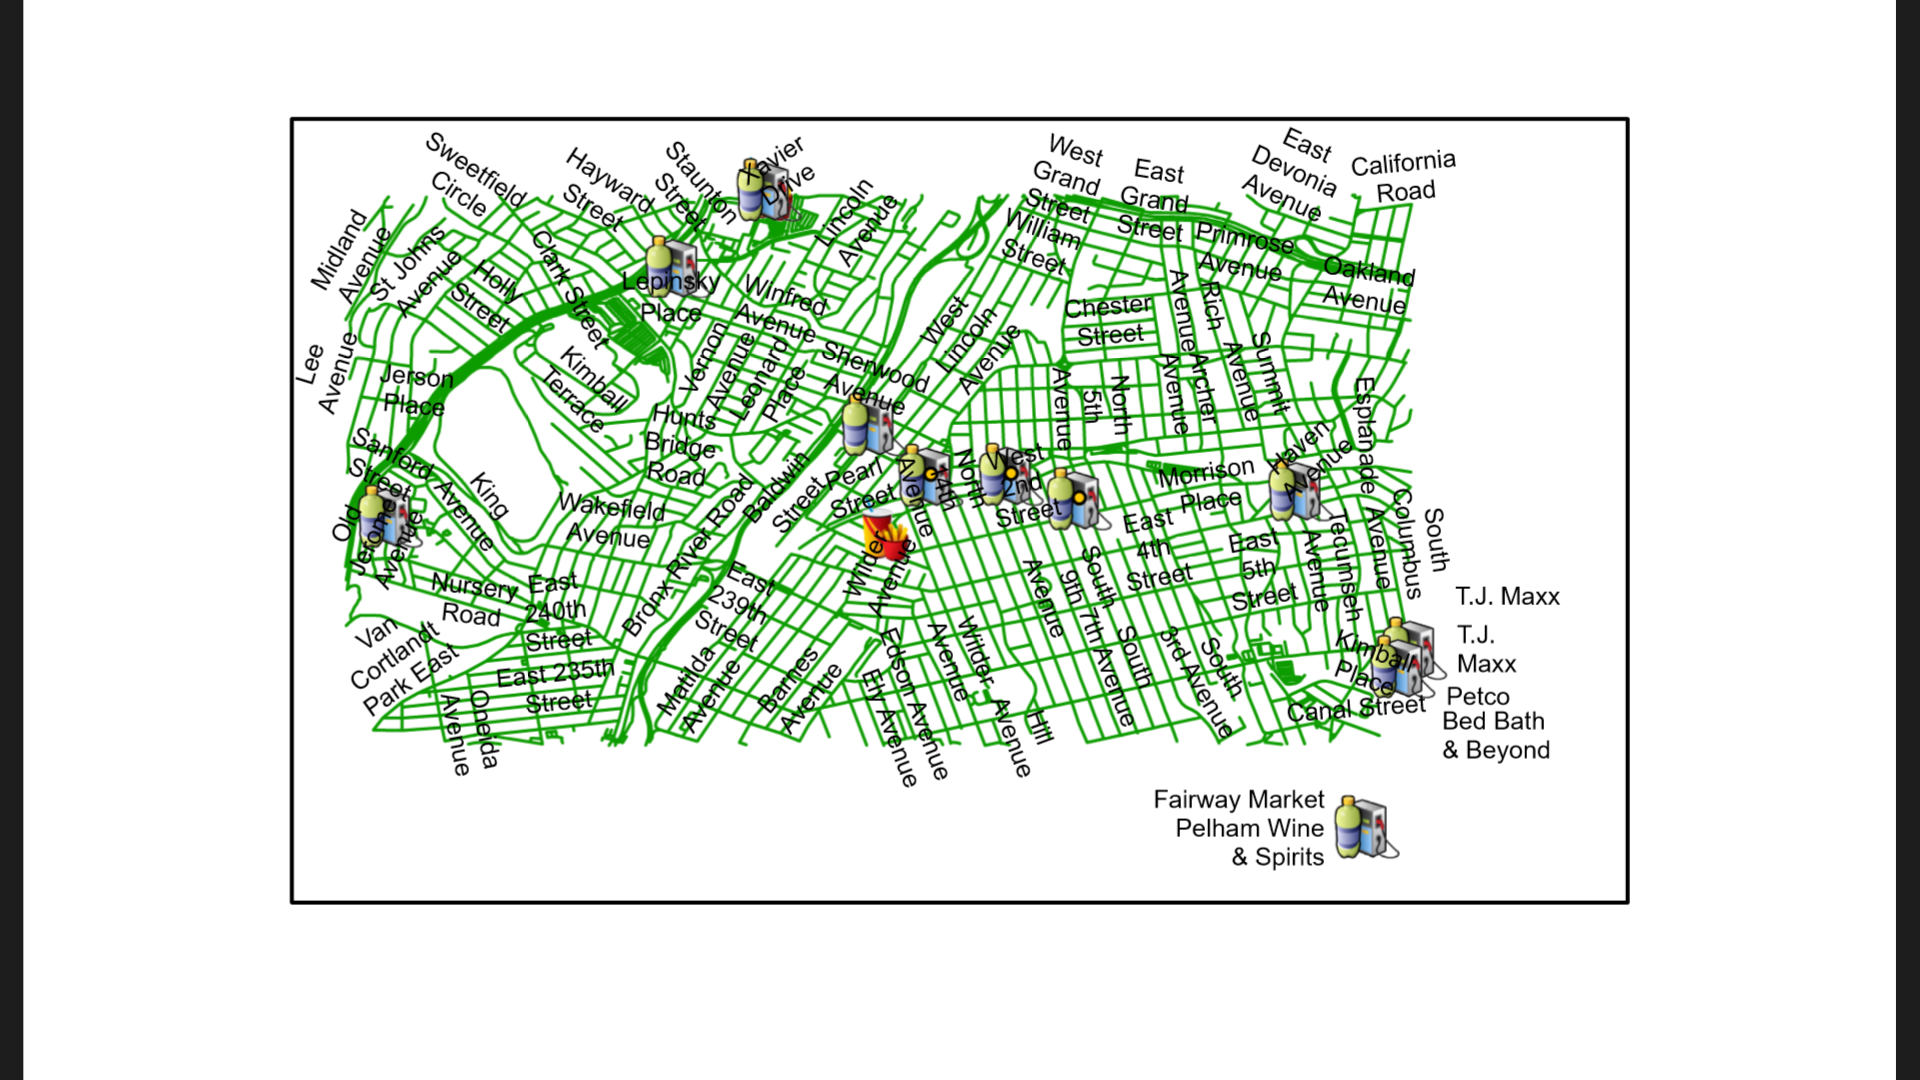 Sweetfield
Circle
Hayward
Street
Staunton
Street
Xavier
Drive
Lincoln
Avenue
West
Grand
Street
East
Grand
Street
East
Devonia
Avenue
California
Road
Midland
Avenue
St Johns
Avenue
Holly
Street
Clark Street
Lepinsky
Place
Winfred
Avenue
William
Street
Primrose
Avenue
Oakland
Avenue
West
Lincoln
Avenue
Chester
Street
Rich
Avenue
Archer
Avenue
Summit
Avenue
Lee
Avenue
Jerson
Place
Kimball
Terrace
Vernon
Avenue
Leonard
Place
Sherwood
Avenue
Hunts
Bridge
Road
North
5th
Avenue
Esplanade
Avenue
Sanford
Street
King
Avenue
Wakefield
Avenue
Baldwin
Street
Pearl
Street
North
4th
Avenue
West
2nd
Street
Morrison
Place
Haven
Avenue
Old
Jerome
Avenue
Nursery
Road
East
240th
Street
Bronx River Road
East
239th
Street
Wilder
Avenue
South
9th
Avenue
East
4th
Street
East
5th
Street
Tecumseh
Avenue
South
Columbus
Van
Cortlandt
Park East
East 235th
Street
Oneida
Avenue
Matilda
Avenue
Barnes
Avenue
Edson Avenue
Ely Avenue
Wilder
Avenue
Hill
Avenue
South
7th Avenue
South
3rd Avenue
Kimball
Place
Canal Street
T.J. Maxx
T.J.
Maxx
Petco
Bed Bath
& Beyond
Fairway Market
Pelham Wine
& Spirits